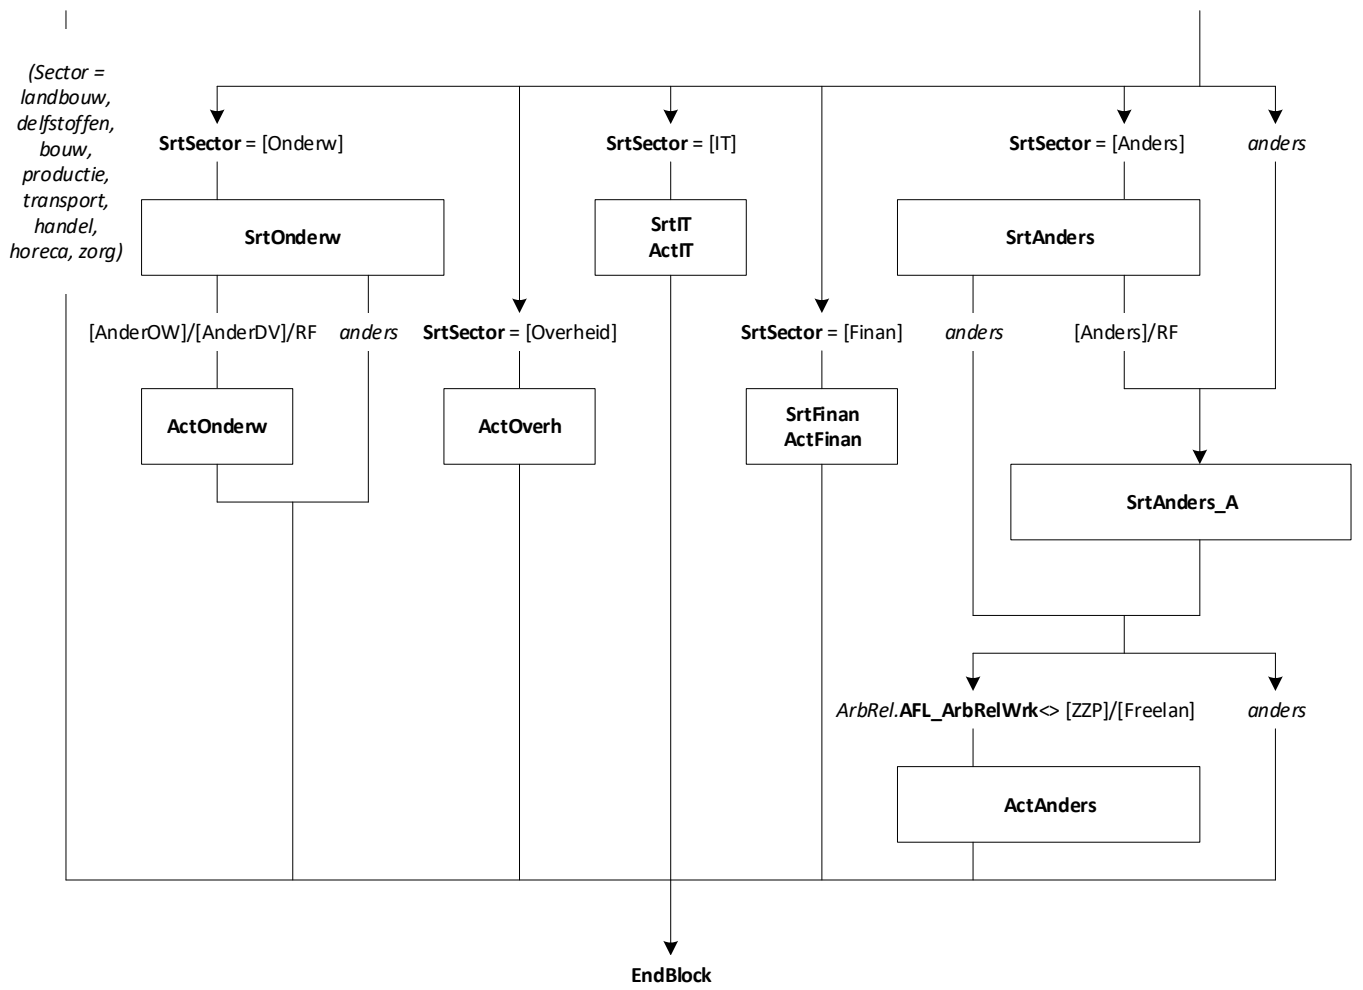 (Sector =
landbouw,
delfstoffen,
bouw,
productie,
transport,
handel,
horeca, zorg)
SrtSector = [Onderw]
SrtSector = [IT]
SrtSector = [Anders]
anders
SrtOnderw
SrtIT
ActIT
SrtAnders
[AnderOW]/[AnderDV]/RF
anders
SrtSector = [Overheid]
SrtSector = [Finan]
anders
[Anders]/RF
ActOnderw
ActOverh
SrtFinan
ActFinan
SrtAnders_A
ArbRel.AFL_ArbRelWrk<> [ZZP]/[Freelan]
anders
ActAnders
EndBlock